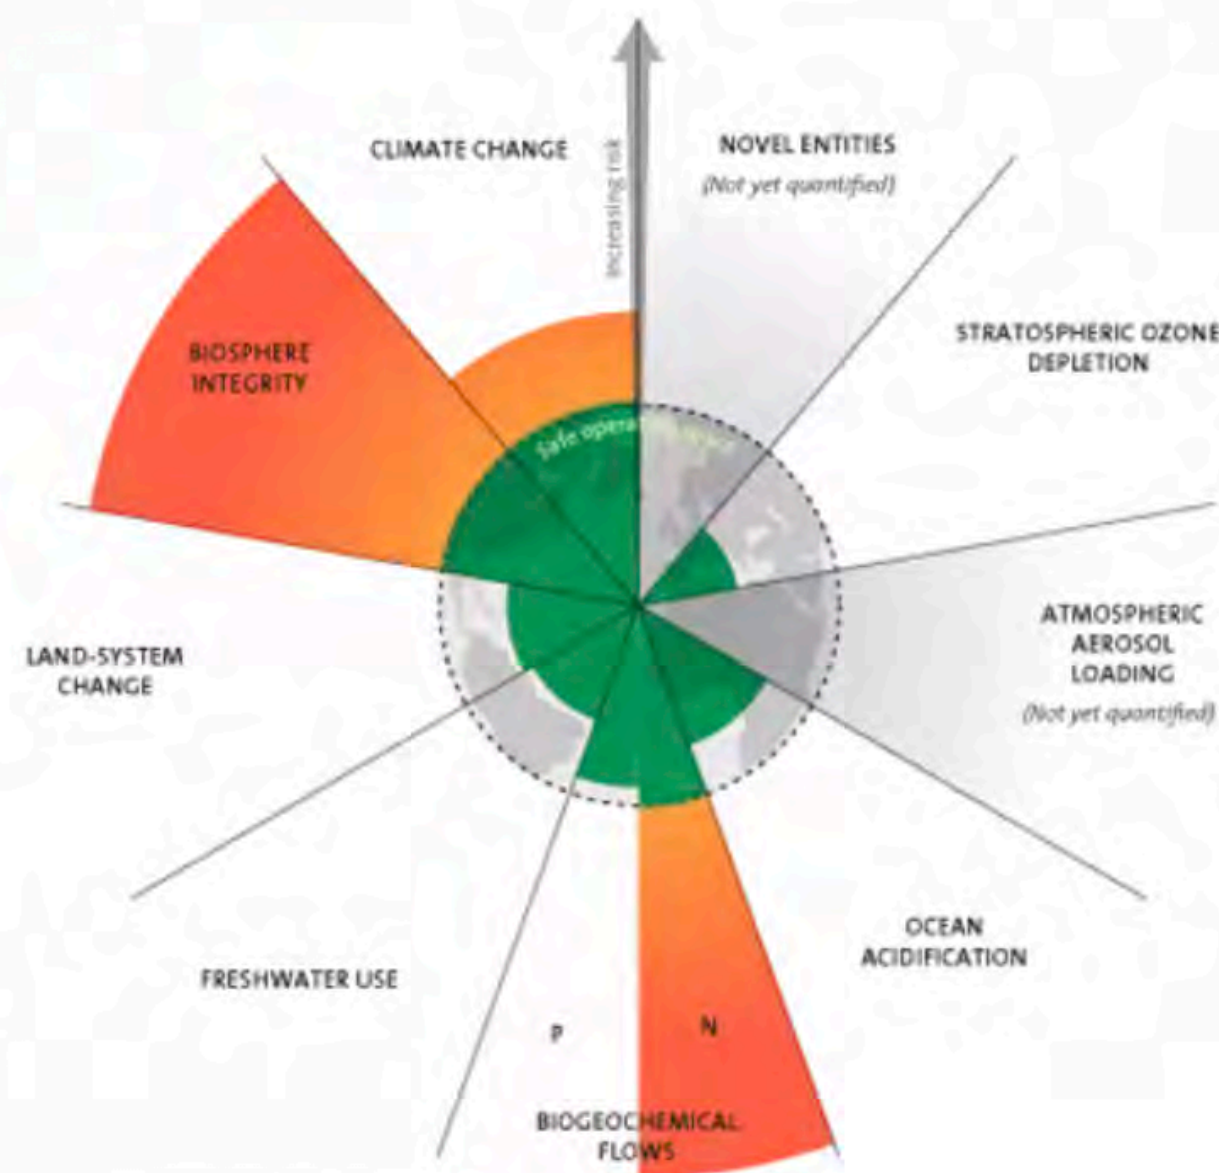 CLIMATE CHANGE
Increasing risk
NOVEL ENTITIES
(Not yet quantified)
STRATOSPHERIC OZONE
DEPLETION
BIOSPHERE
INTEGRITY
Safe
ATMOSPHERIC
AEROSOL
LOADING
(Not yet quantified)
LAND-SYSTEM
CHANGE
OCEAN
ACIDIFICATION
FRESHWATER USE
P
N
BIOGEOCHEMICAL
FLOWS